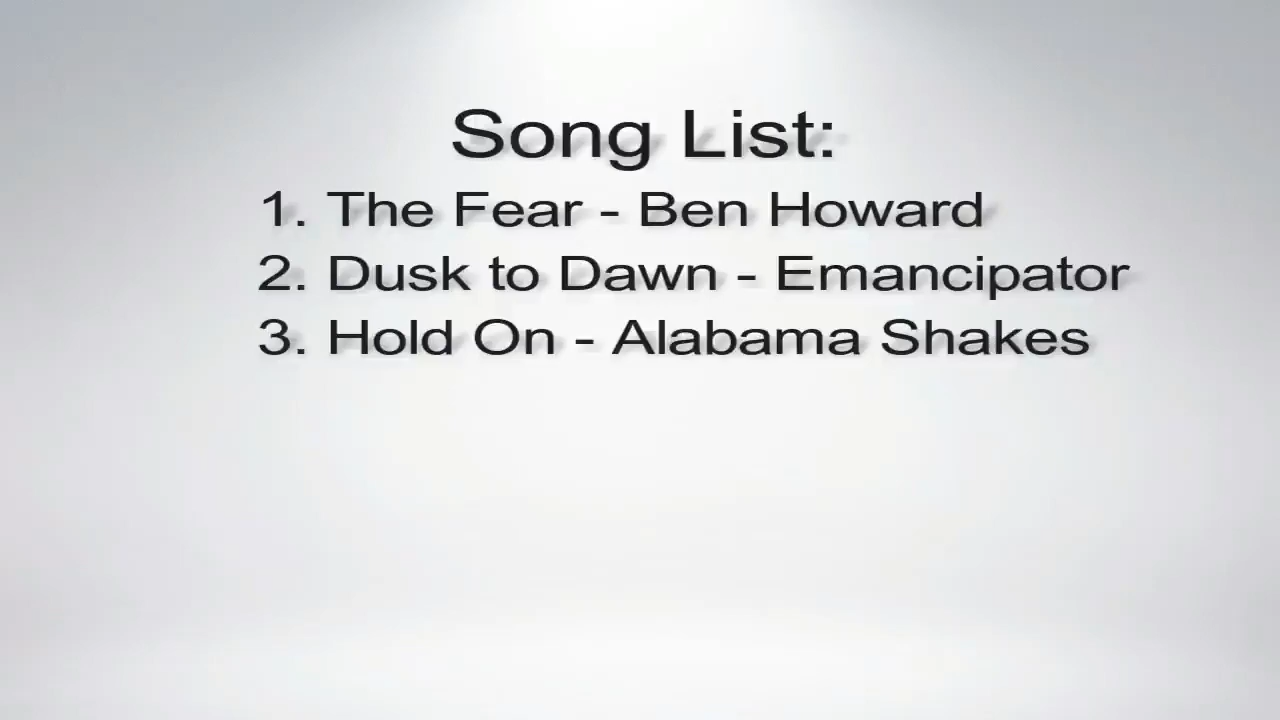 Song List:
1. The Fear - Ben Howard
2. Dusk to Dawn - Emancipator
3. Hold On - Alabama Shakes